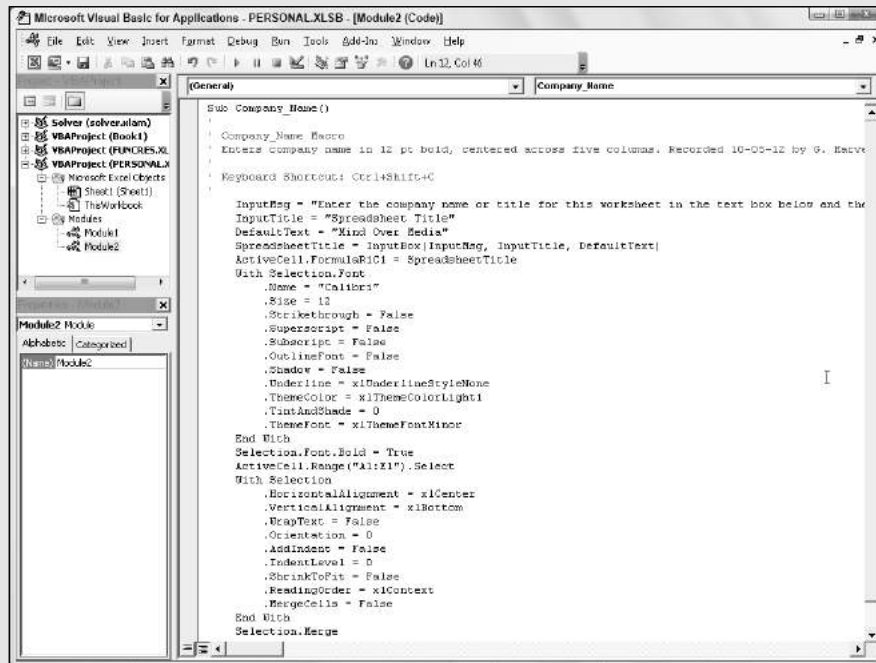 Microsoft Visual Basic for Applications - PERSONAL.XLSB - [Module2 (Code)]
File Edit View Insert Format Debug Run Tools Add-Ins Window Help
Ln 12, Col 46
Project - VBAProject
Solver (solver.xlam)
VBAProject (Book1)
VBAProject (FUNCRES.XL
VBAProject (PERSONAL.X
Microsoft Excel Objects
Sheet1 (Sheet1)
ThisWorkbook
Modules
Module1
Module2
Properties - Module2
Module2 Module
Alphabetic Categorized
(Name) Module2
(General) Company_Name
Sub Company_Name()
'
' Company_Name Macro
' Enters company name in 12 pt bold, centered across five columns. Recorded 10-05-12 by G. Harve
'
' Keyboard Shortcut: Ctrl+Shift+C
'
InputMsg = "Enter the company name or title for this worksheet in the text box below and the
InputTitle = "Spreadsheet Title"
DefaultText = "Mind Over Media"
SpreadsheetTitle = InputBox(InputMsg, InputTitle, DefaultText)
ActiveCell.FormulaR1C1 = SpreadsheetTitle
With Selection.Font
.Name = "Calibri"
.Size = 12
.Strikethrough = False
.Superscript = False
.Subscript = False
.OutlineFont = False
.Shadow = False
.Underline = xlUnderlineStyleNone
.ThemeColor = xlThemeColorLight1
.TintAndShade = 0
.ThemeFont = xlThemeFontMinor
End With
Selection.Font.Bold = True
ActiveCell.Range("A1:E1").Select
With Selection
.HorizontalAlignment = xlCenter
.VerticalAlignment = xlBottom
.WrapText = False
.Orientation = 0
.AddIndent = False
.IndentLevel = 0
.ShrinkToFit = False
.ReadingOrder = xlContext
.MergeCells = False
End With
Selection.Merge